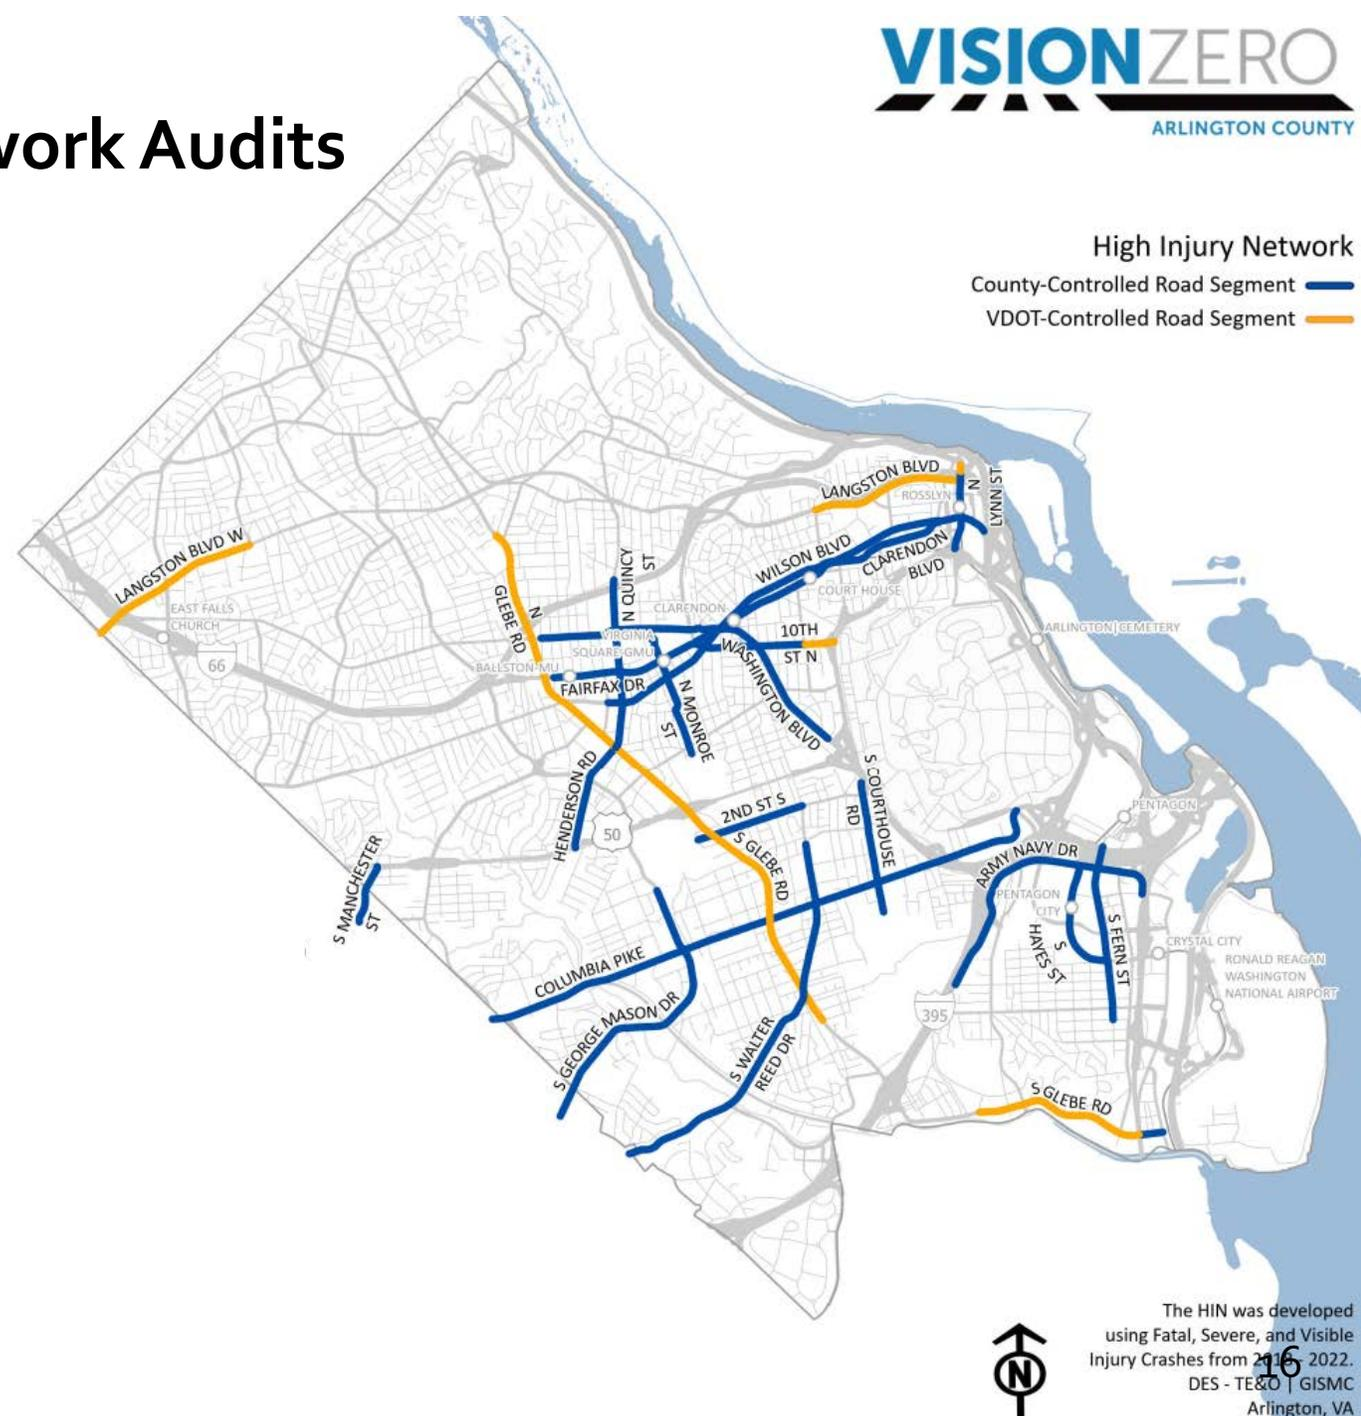 work Audits
VISIONZERO
ARLINGTON COUNTY
High Injury Network
County-Controlled Road Segment
VDOT-Controlled Road Segment
LANGSTON BLVD
ROSSLYN
N
LYNN ST
LANGSTON BLVD W
EAST FALLS
CHURCH
66
N
GLEBE RD
N QUINCY
ST
WILSON BLVD
CLARENDON
BLVD
COURT HOUSE
CLARENDON
VIRGINIA
SQUARE-GMU
10TH
ST N
ARLINGTON CEMETERY
BALLSTON-MU
FAIRFAX DR
WASHINGTON BLVD
N MONROE
ST
HENDERSON RD
50
2ND ST S
S COURTHOUSE
RD
PENTAGON
S GLEBE RD
ARMY NAVY DR
PENTAGON
CITY
S MANCHESTER
ST
S
HAYES ST
S FERN ST
CRYSTAL CITY
RONALD REAGAN
WASHINGTON
NATIONAL AIRPORT
COLUMBIA PIKE
S GEORGE MASON DR
395
S WALTER
REED DR
S GLEBE RD
The HIN was developed
using Fatal, Severe, and Visible
Injury Crashes from - 2022.
16
DES - TE&O | GISMC
Arlington, VA
N